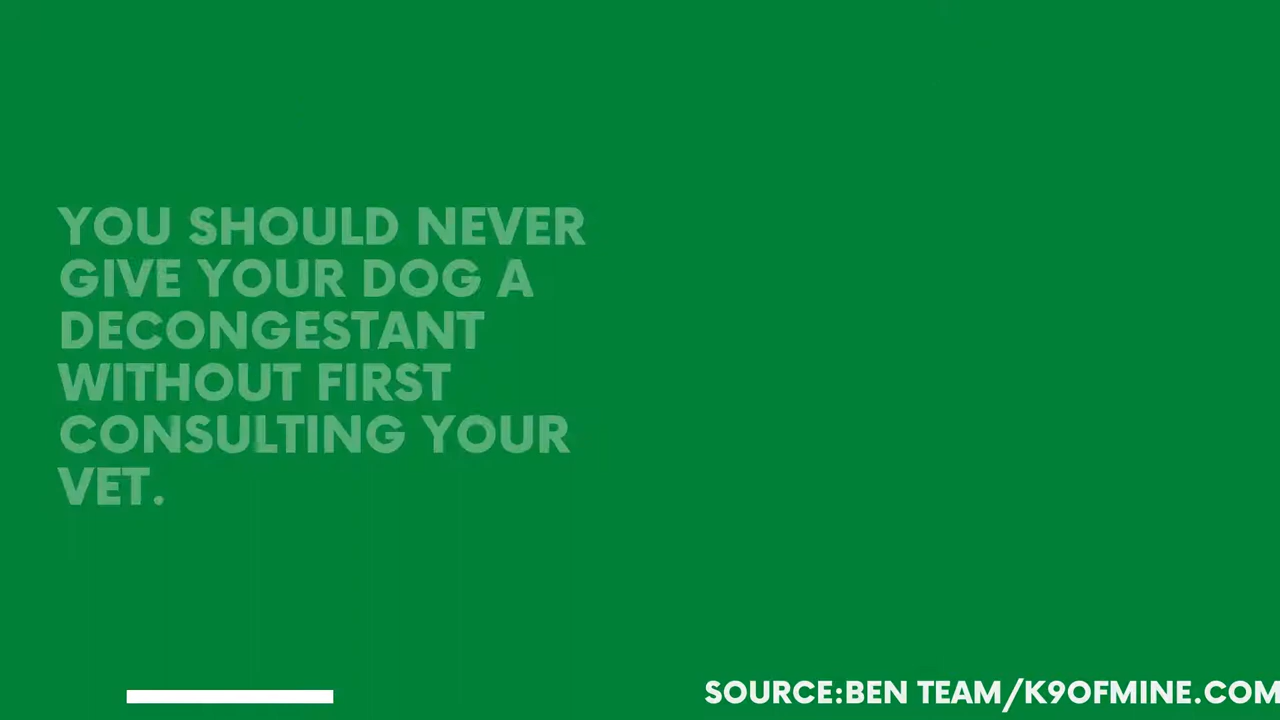 YOU SHOULD NEVER
GIVE YOUR DOG A
DECONGESTANT
WITHOUT FIRST
CONSULTING YOUR
VET.
SOURCE:BEN TEAM/K9OFMINE.COM